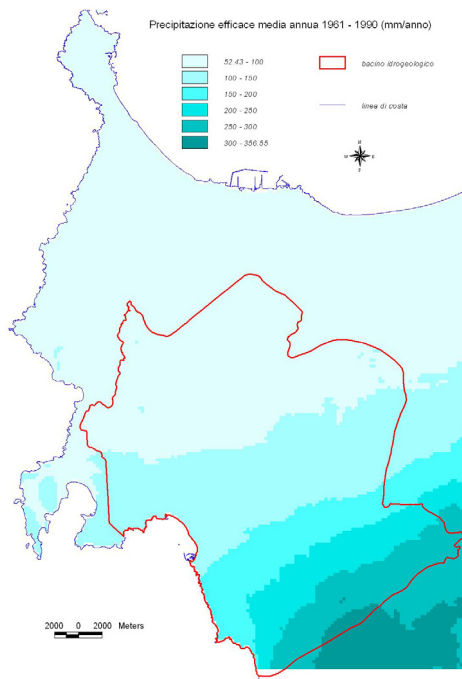 Precipitazione efficace media annua 1961 - 1990 (mm/anno)
52.43 - 100
100 - 150
150 - 200
200 - 250
250 - 300
300 - 356.55
bacino idrogeologico
linea di costa
2000 0 2000 Meters